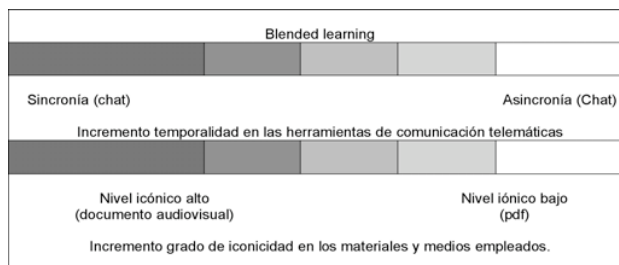 Blended learning
Sincronía (chat) Asincronía (Chat)
Incremento temporalidad en las herramientas de comunicación telemáticas
Nivel icónico alto Nivel iónico bajo
(documento audiovisual) (pdf)
Incremento grado de iconicidad en los materiales y medios empleados.